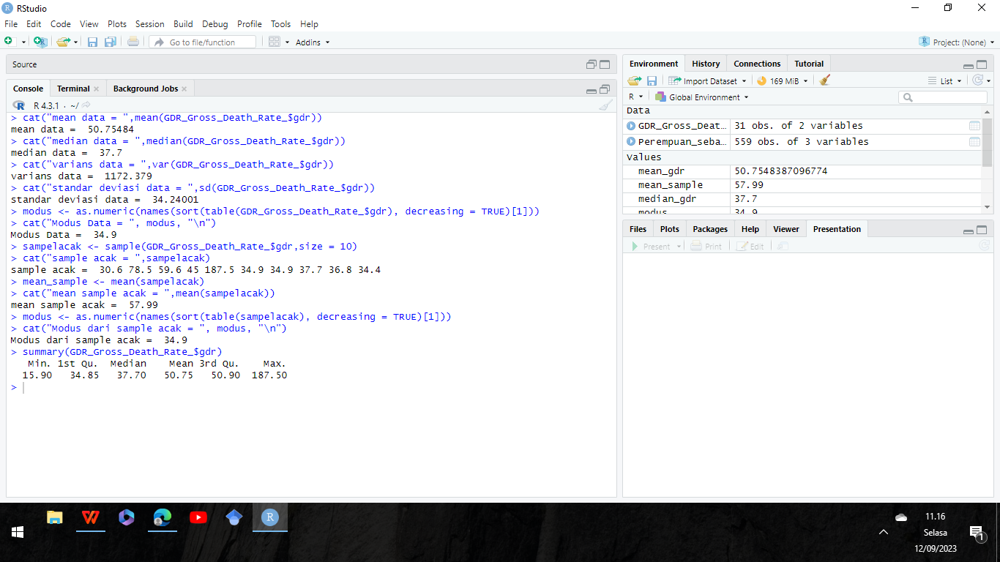 RStudio
File Edit Code View Plots Session Build Debug Profile Tools Help
Go to file/function Addins Project: (None)
Source
Console Terminal Background Jobs
R 4.3.1 · ~/
> cat("mean data = ",mean(GDR_Gross_Death_Rate_$gdr))
mean data =  50.75484
> cat("median data = ",median(GDR_Gross_Death_Rate_$gdr))
median data =  37.7
> cat("varians data = ",var(GDR_Gross_Death_Rate_$gdr))
varians data =  1172.379
> cat("standar deviasi data = ",sd(GDR_Gross_Death_Rate_$gdr))
standar deviasi data =  34.24001
> modus <- as.numeric(names(sort(table(GDR_Gross_Death_Rate_$gdr), decreasing = TRUE)[1]))
> cat("Modus Data = ", modus, "\n")
Modus Data =  34.9
> sampelacak <- sample(GDR_Gross_Death_Rate_$gdr,size = 10)
> cat("sample acak = ",sampelacak)
sample acak =  30.6 78.5 59.6 45 187.5 34.9 34.9 37.7 36.8 34.4
> mean_sample <- mean(sampelacak)
> cat("mean sample acak = ",mean(sampelacak))
mean sample acak =  57.99
> modus <- as.numeric(names(sort(table(sampelacak), decreasing = TRUE)[1]))
> cat("Modus dari sample acak = ", modus, "\n")
Modus dari sample acak =  34.9
> summary(GDR_Gross_Death_Rate_$gdr)
Min. 1st Qu. Median Mean 3rd Qu. Max.
15.90 34.85 37.70 50.75 50.90 187.50
>
Environment History Connections Tutorial
Import Dataset 169 MiB List
R Global Environment
Data
GDR_Gross_Deat… 31 obs. of 2 variables
Perempuan_seba… 559 obs. of 3 variables
Values
mean_gdr 50.7548387096774
mean_sample 57.99
median_gdr 37.7
modus 34.9
Files Plots Packages Help Viewer Presentation
Present Print Edit
11.16
Selasa
12/09/2023
1